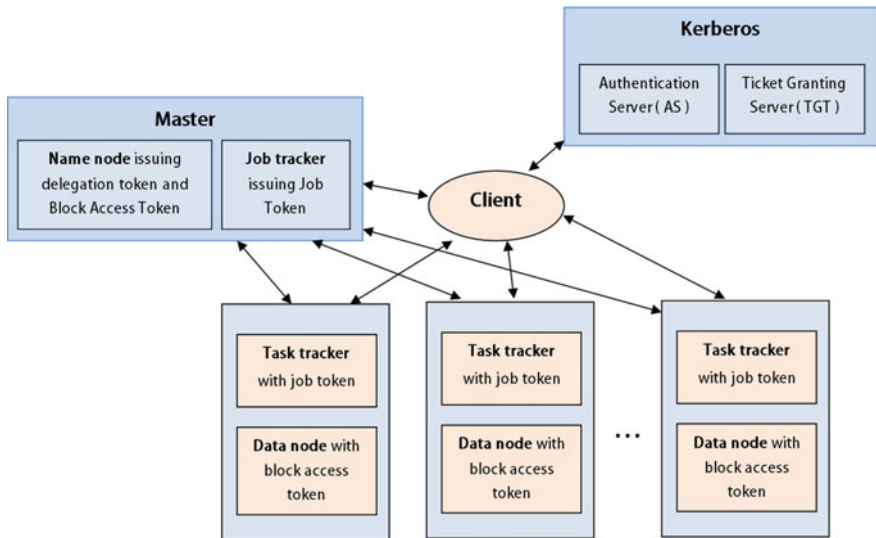 Kerberos
Authentication
Server ( AS )
Ticket Granting
Server ( TGT )
Master
Name node issuing
delegation token and
Block Access Token
Job tracker
issuing Job
Token
Client
Task tracker
with job token
Data node with
block access
token
Task tracker
with job token
Data node with
block access
token
...
Task tracker
with job token
Data node with
block access
token